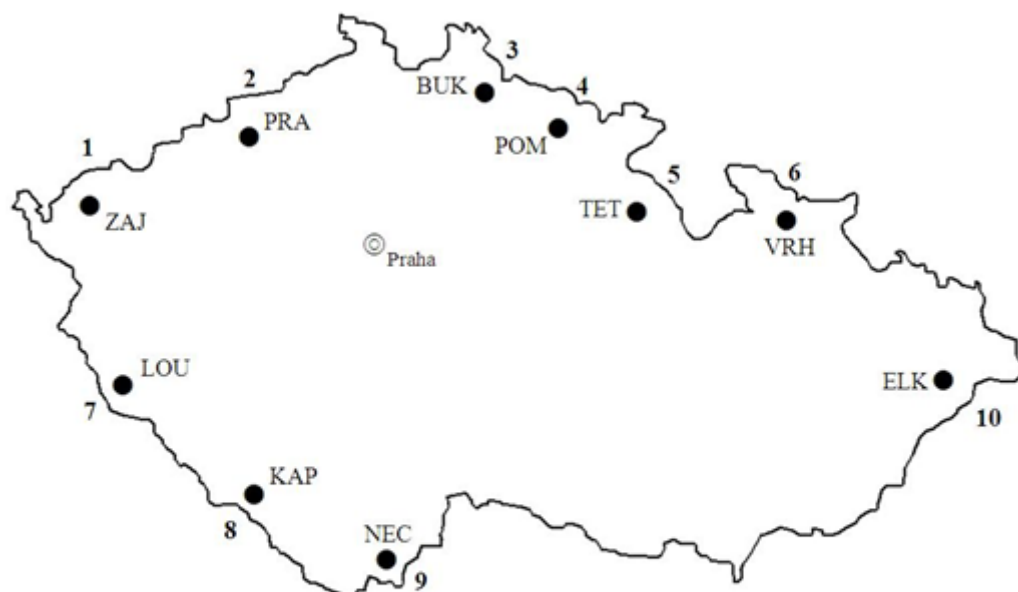 3
2
BUK
4
PRA
1
POM
6
5
TET
ZAJ
VRH
Praha
LOU
ELK
7
10
KAP
8
NEC
9